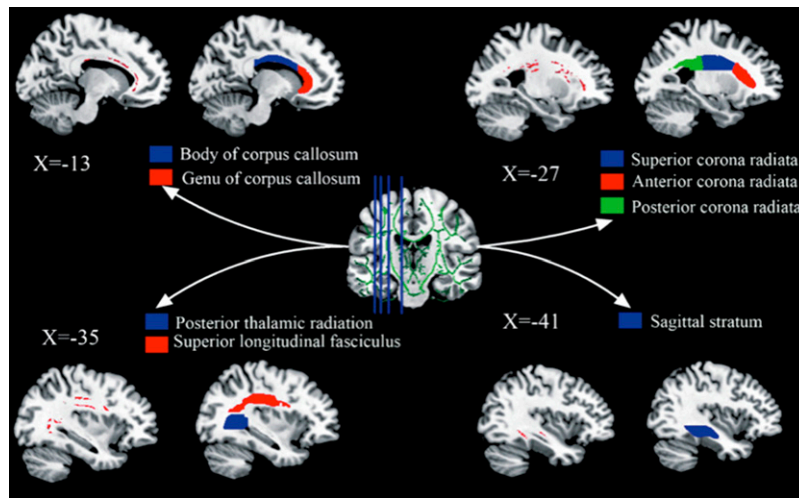 X=-13
Body of corpus callosum
Genu of corpus callosum
X=-27
Superior corona radiata
Anterior corona radiata
Posterior corona radiata
X=-35
Posterior thalamic radiation
Superior longitudinal fasciculus
X=-41
Sagittal stratum